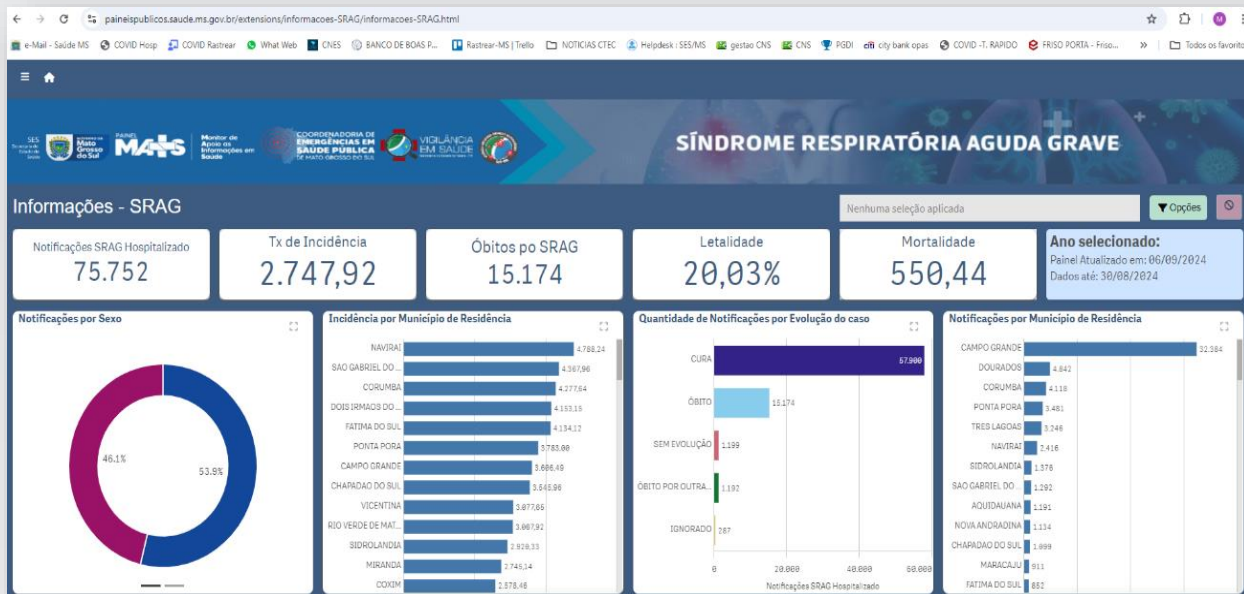 paineispublicos.saude.ms.gov.br/extensions/informacoes-SRAG/informacoes-SRAG.html
e-Mail - Saúde MS COVID Hosp COVID Rastrear What Web CNES BANCO DE BOAS P... Rastrear-MS | Trello NOTICIAS CTEC Helpdesk : SES/MS gestao CNS CNS PGDI citi city bank opas COVID -T. RAPIDO FRISO PORTA - Friso... » Todos os favorito
SES
Mato
Grosso
do Sul
PAINEL
MAIS
Monitor de
Apoio as
Informações em
Saúde
COORDENADORIA DE
EMERGÊNCIAS EM
SAÚDE PÚBLICA
DE MATO GROSSO DO SUL
VIGILÂNCIA
EM SAÚDE
SÍNDROME RESPIRATÓRIA AGUDA GRAVE
Informações - SRAG
Nenhuma seleção aplicada
Opções
Notificações SRAG Hospitalizado
75.752
Tx de Incidência
2.747,92
Óbitos po SRAG
15.174
Letalidade
20,03%
Mortalidade
550,44
Ano selecionado:
Painel Atualizado em: 06/09/2024
Dados até: 30/08/2024
Notificações por Sexo
46.1%
53.9%
Incidência por Município de Residência
NAVIRAI 4.788,24
SAO GABRIEL DO ... 4.367,96
CORUMBA 4.277,64
DOIS IRMAOS DO ... 4.153,15
FATIMA DO SUL 4.134,12
PONTA PORA 3.783,00
CAMPO GRANDE 3.606,49
CHAPADAO DO SUL 3.545,96
VICENTINA 3.077,65
RIO VERDE DE MAT... 3.067,92
SIDROLANDIA 2.920,33
MIRANDA 2.745,14
COXIM 2.578,46
Quantidade de Notificações por Evolução do caso
CURA 57.900
ÓBITO 15.174
SEM EVOLUÇÃO 1.199
ÓBITO POR OUTRA... 1.192
IGNORADO 287
0 20.000 40.000 60.000
Notificações SRAG Hospitalizado
Notificações por Município de Residência
CAMPO GRANDE 32.384
DOURADOS 4.842
CORUMBA 4.118
PONTA PORA 3.481
TRES LAGOAS 3.246
NAVIRAI 2.416
SIDROLANDIA 1.376
SAO GABRIEL DO ... 1.292
AQUIDAUANA 1.191
NOVA ANDRADINA 1.134
CHAPADAO DO SUL 1.099
MARACAJU 911
FATIMA DO SUL 852